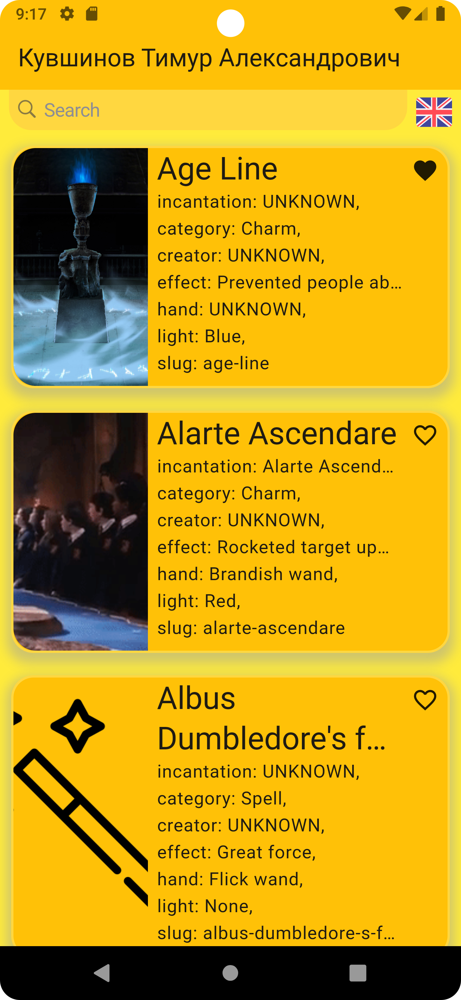 9:17
Кувшинов Тимур Александрович
Search
Age Line
incantation: UNKNOWN,
category: Charm,
creator: UNKNOWN,
effect: Prevented people ab…
hand: UNKNOWN,
light: Blue,
slug: age-line
Alarte Ascendare
incantation: Alarte Ascend…
category: Charm,
creator: UNKNOWN,
effect: Rocketed target up…
hand: Brandish wand,
light: Red,
slug: alarte-ascendare
Albus
Dumbledore's f…
incantation: UNKNOWN,
category: Spell,
creator: UNKNOWN,
effect: Great force,
hand: Flick wand,
light: None,
slug: albus-dumbledore-s-f…